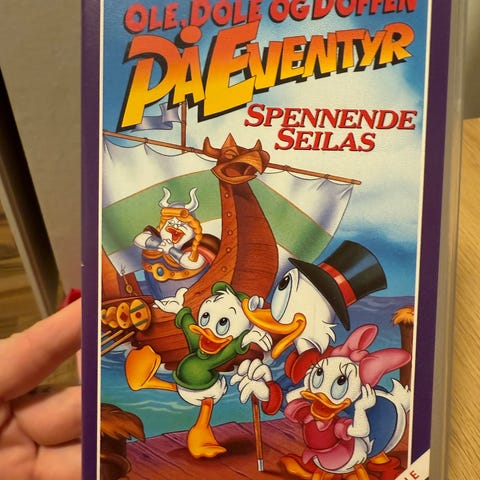 OLE, DOLE OG DOFFEN
PÅ EVENTYR
SPENNENDE
SEILAS